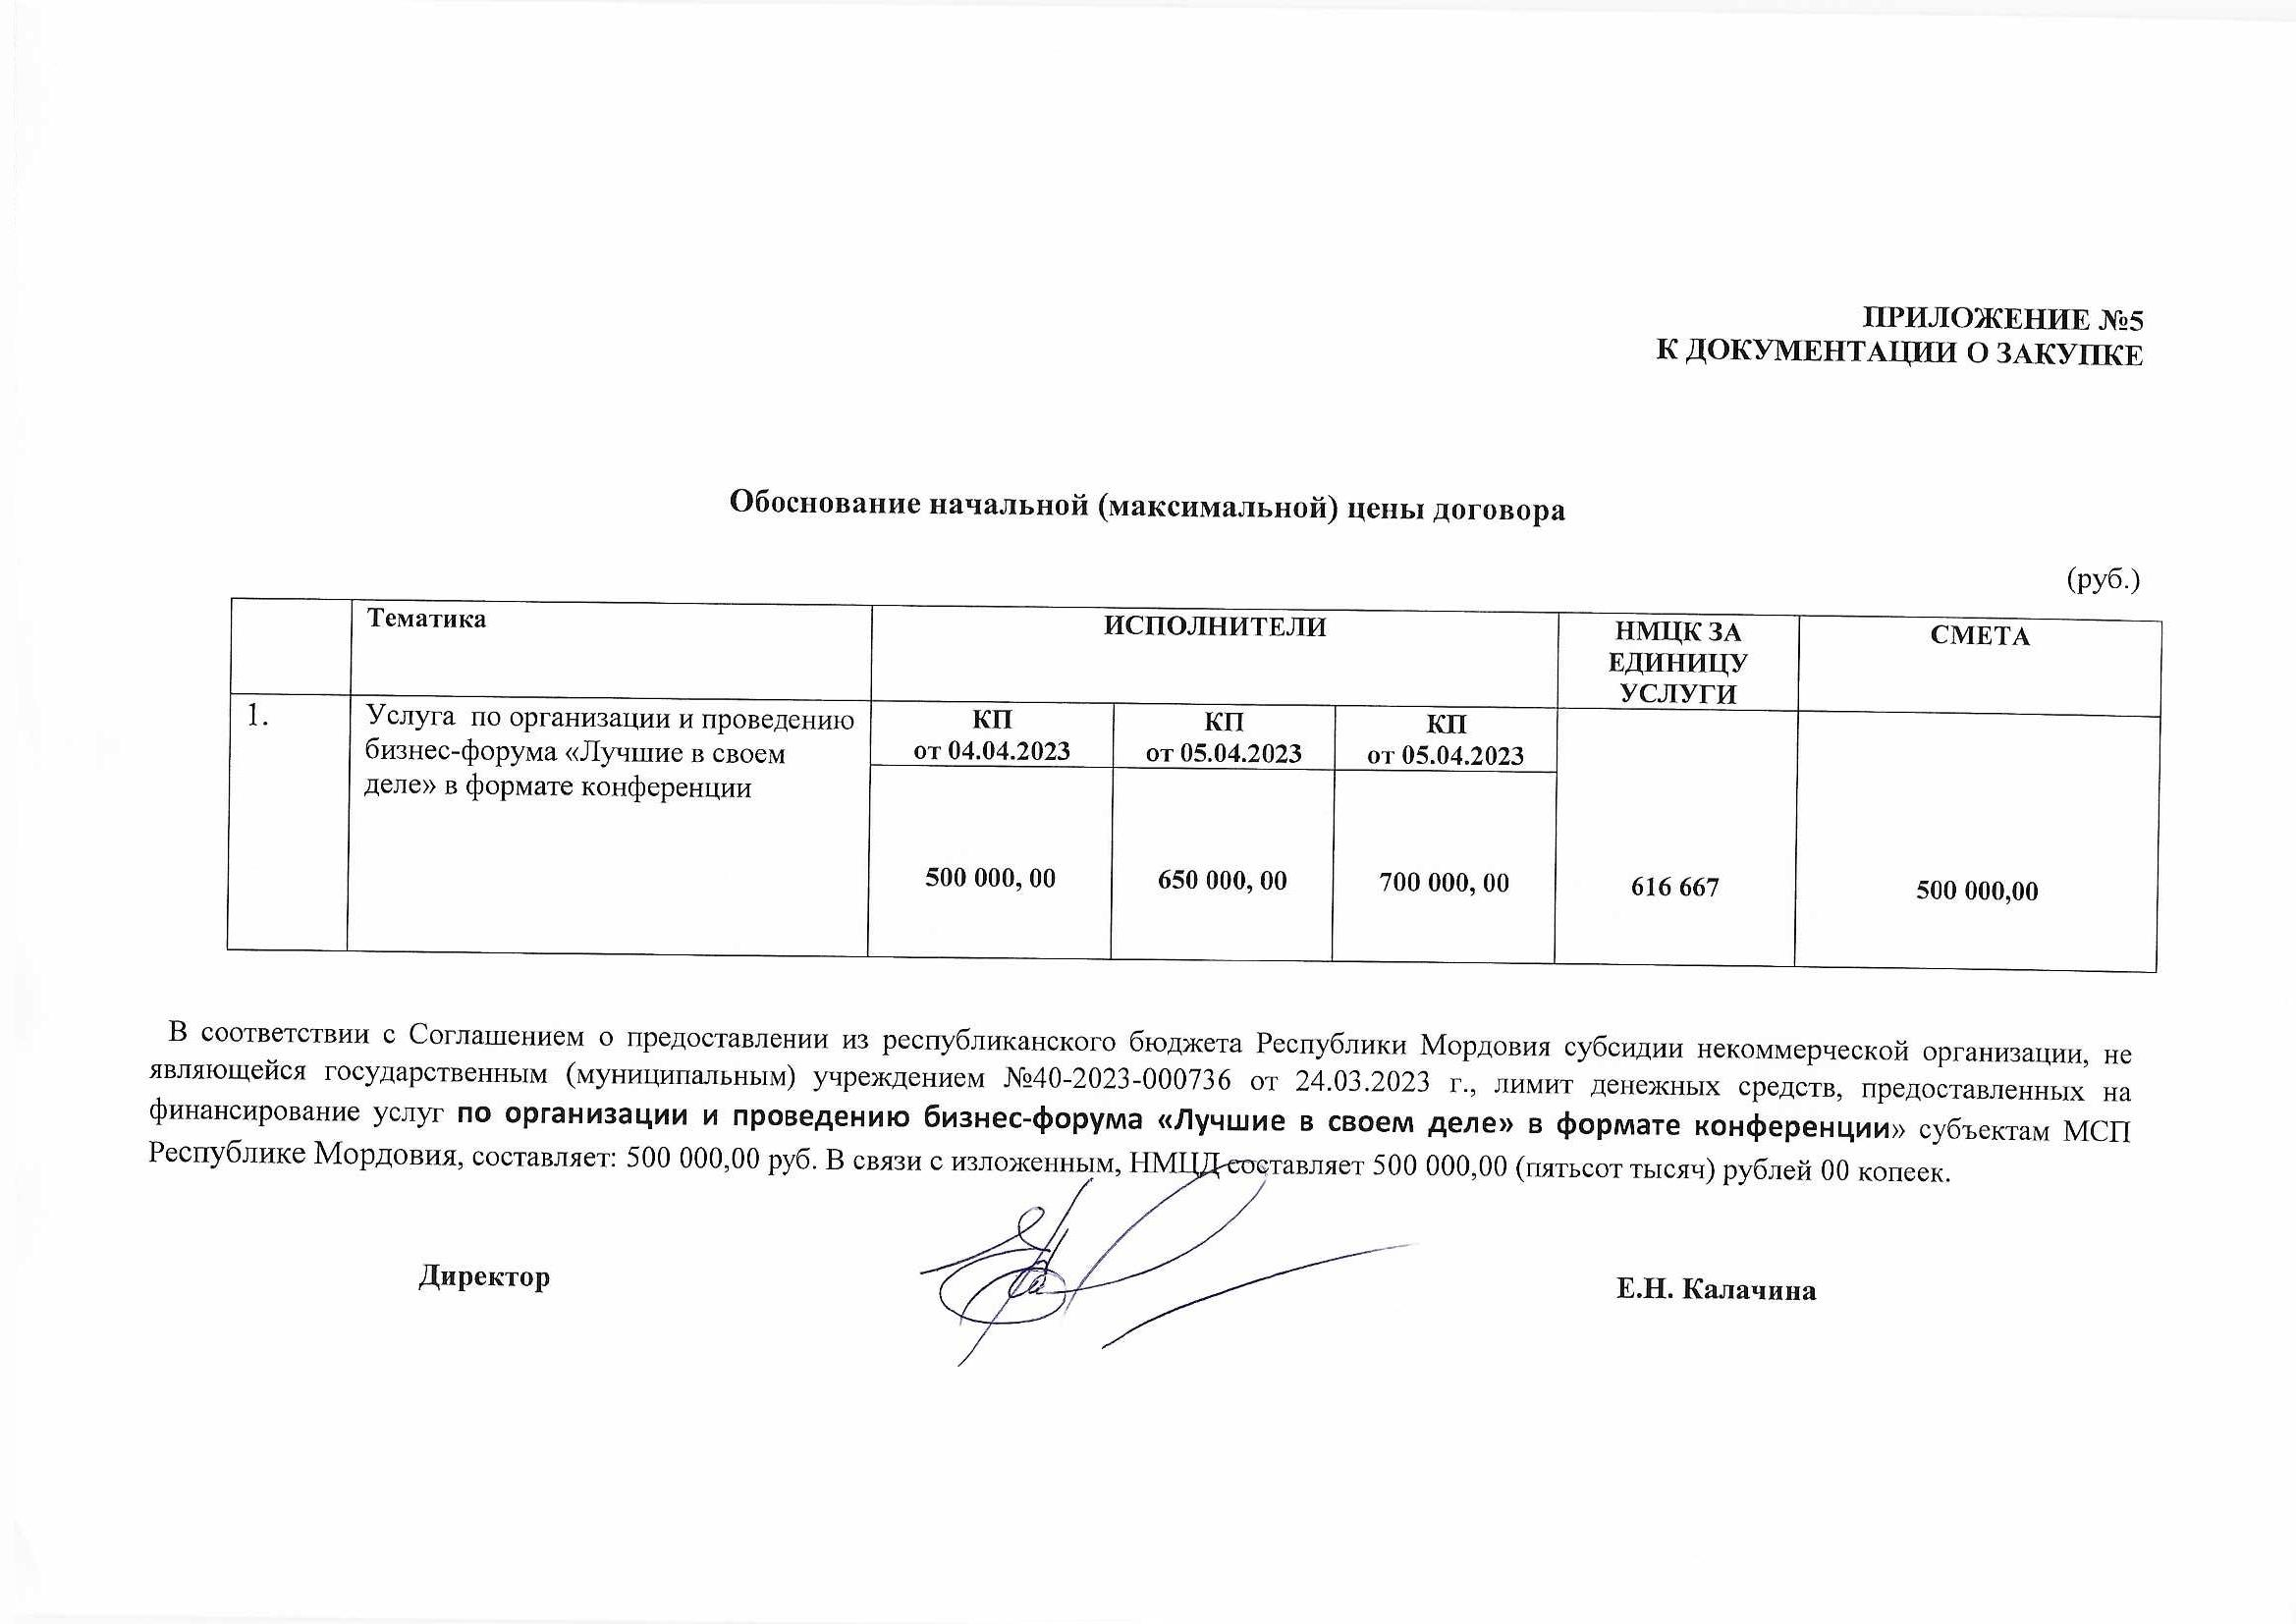 ПРИЛОЖЕНИЕ №5
К ДОКУМЕНТАЦИИ О ЗАКУПКЕ
Обоснование начальной (максимальной) цены договора
(руб.)
Тематика
ИСПОЛНИТЕЛИ
НМЦК ЗА
ЕДИНИЦУ
УСЛУГИ
СМЕТА
1.
Услуга по организации и проведению
бизнес-форума «Лучшие в своем
деле» в формате конференции
КП
от 04.04.2023
КП
от 05.04.2023
КП
от 05.04.2023
500 000, 00
650 000, 00
700 000, 00
616 667
500 000,00
В соответствии с Соглашением о предоставлении из республиканского бюджета Республики Мордовия субсидии некоммерческой организации, не
являющейся государственным (муниципальным) учреждением №40-2023-000736 от 24.03.2023 г., лимит денежных средств, предоставленных на
финансирование услуг по организации и проведению бизнес-форума «Лучшие в своем деле» в формате конференции» субъектам МСП
Республике Мордовия, составляет: 500 000,00 руб. В связи с изложенным, НМЦД составляет 500 000,00 (пятьсот тысяч) рублей 00 копеек.
Директор
Е.Н. Калачина